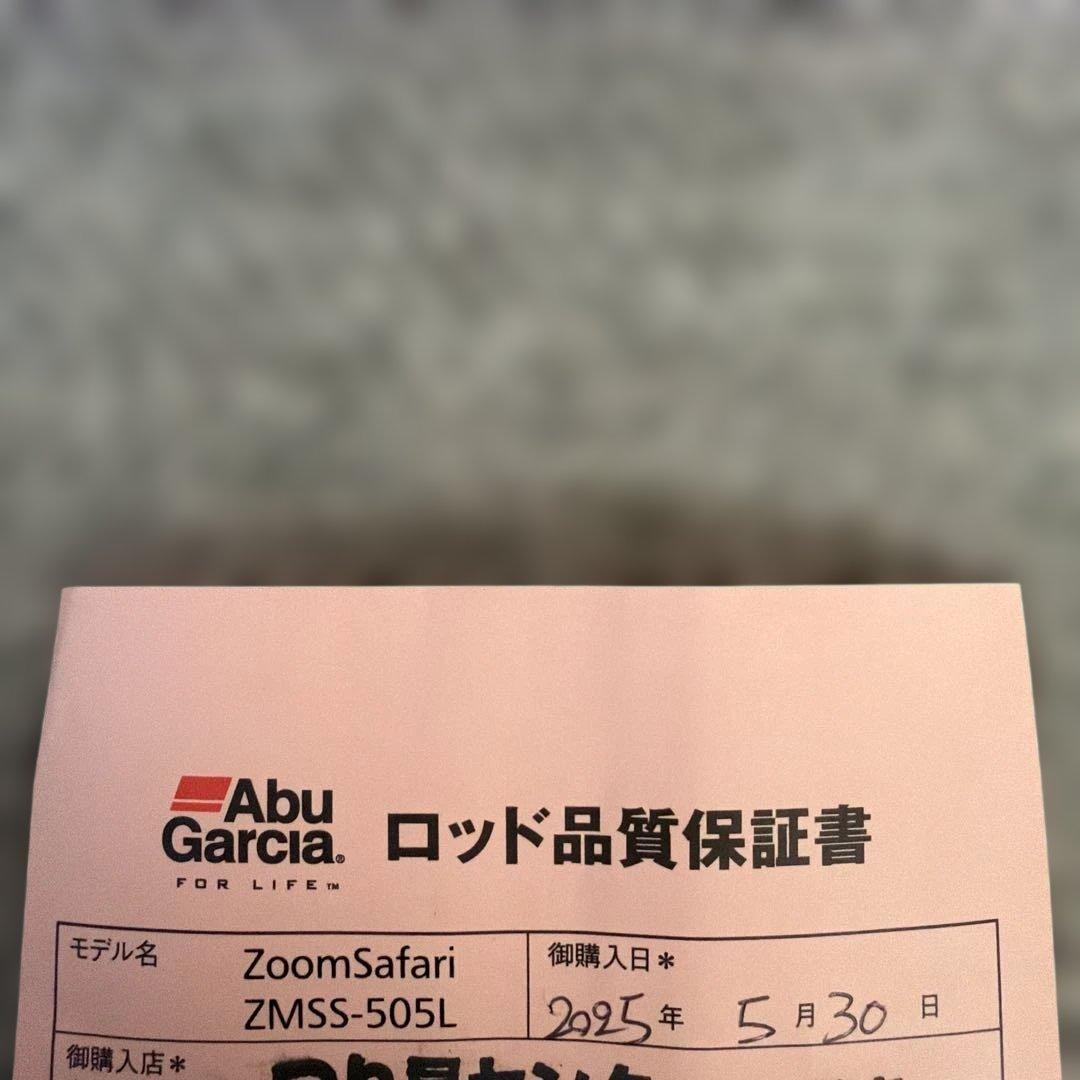 Abu
Garcia®
FOR LIFE™
ロッド品質保証書
モデル名
ZoomSafari
ZMSS-505L
御購入日*
2025年 5月30日
御購入店*